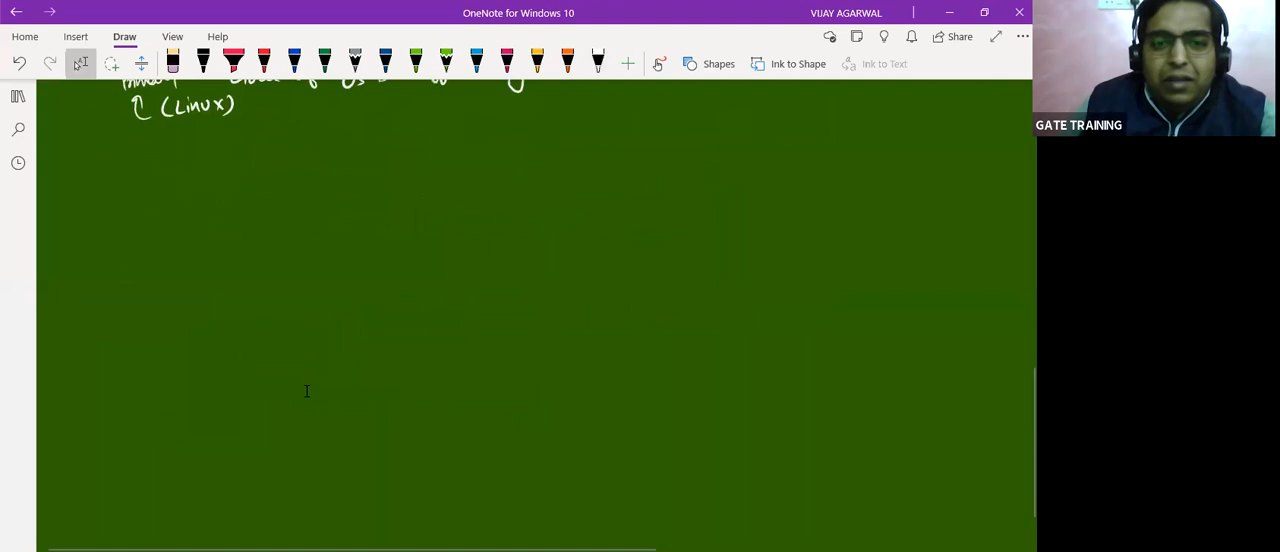 OneNote for Windows 10
VIJAY AGARWAL
Home Insert Draw View Help
Share
Shapes Ink to Shape Ink to Text
GATE TRAINING
(Linux)